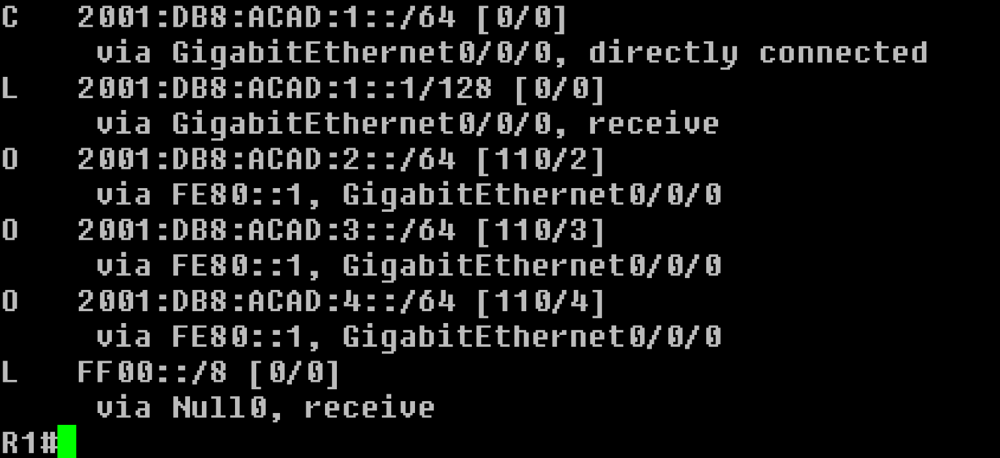 C   2001:DB8:ACAD:1::/64 [0/0]
     via GigabitEthernet0/0/0, directly connected
L   2001:DB8:ACAD:1::1/128 [0/0]
     via GigabitEthernet0/0/0, receive
O   2001:DB8:ACAD:2::/64 [110/2]
     via FE80::1, GigabitEthernet0/0/0
O   2001:DB8:ACAD:3::/64 [110/3]
     via FE80::1, GigabitEthernet0/0/0
O   2001:DB8:ACAD:4::/64 [110/4]
     via FE80::1, GigabitEthernet0/0/0
L   FF00::/8 [0/0]
     via Null0, receive
R1#